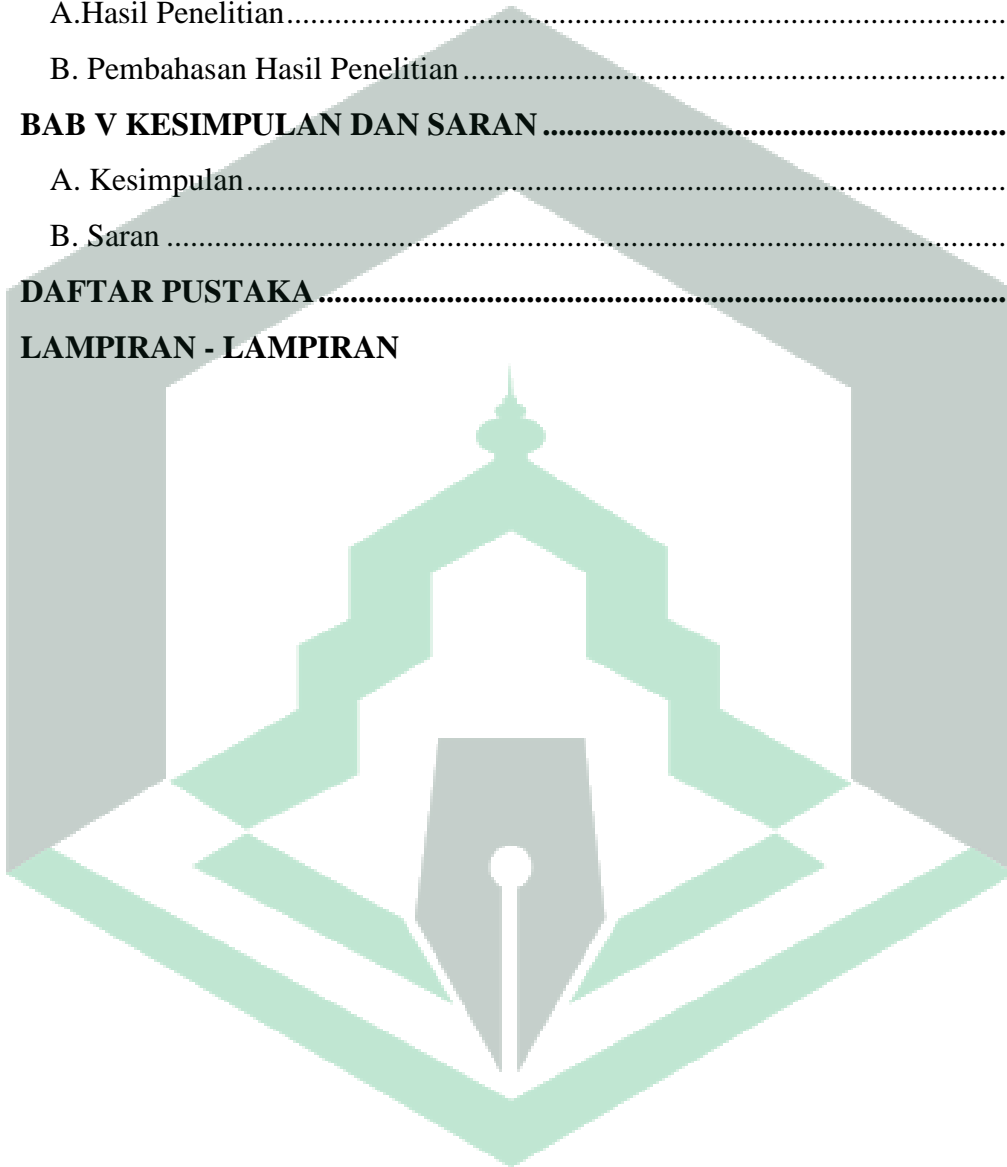 A.Hasil Penelitian........................................................................................
B. Pembahasan Hasil Penelitian....................................................................
BAB V KESIMPULAN DAN SARAN..........................................................
A. Kesimpulan..............................................................................................
B. Saran........................................................................................................
DAFTAR PUSTAKA......................................................................................
LAMPIRAN - LAMPIRAN